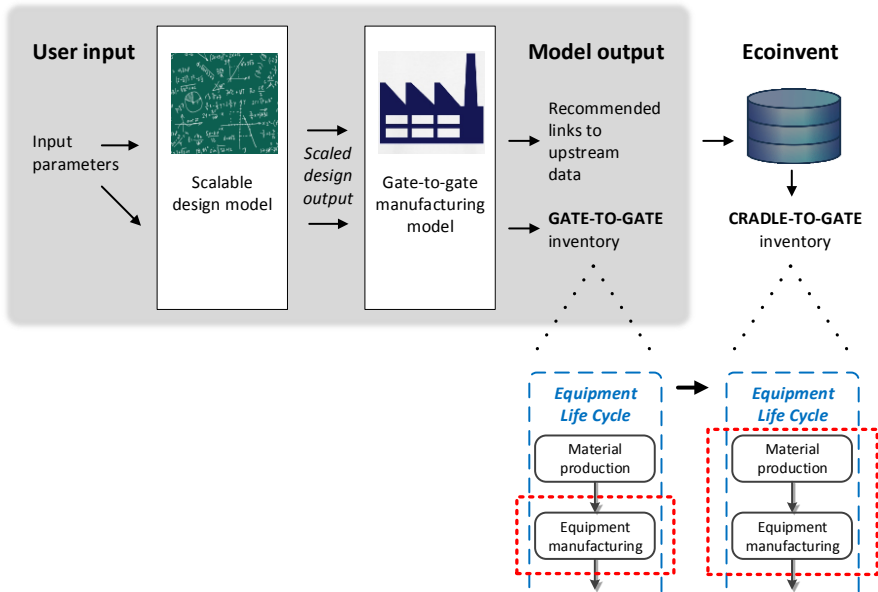 User input
Model output
Ecoinvent
Input
parameters
Scalable
design model
Scaled
design
output
Gate-to-gate
manufacturing
model
Recommended
links to
upstream
data
GATE-TO-GATE
inventory
CRADLE-TO-GATE
inventory
Equipment
Life Cycle
Material
production
Equipment
manufacturing
Equipment
Life Cycle
Material
production
Equipment
manufacturing